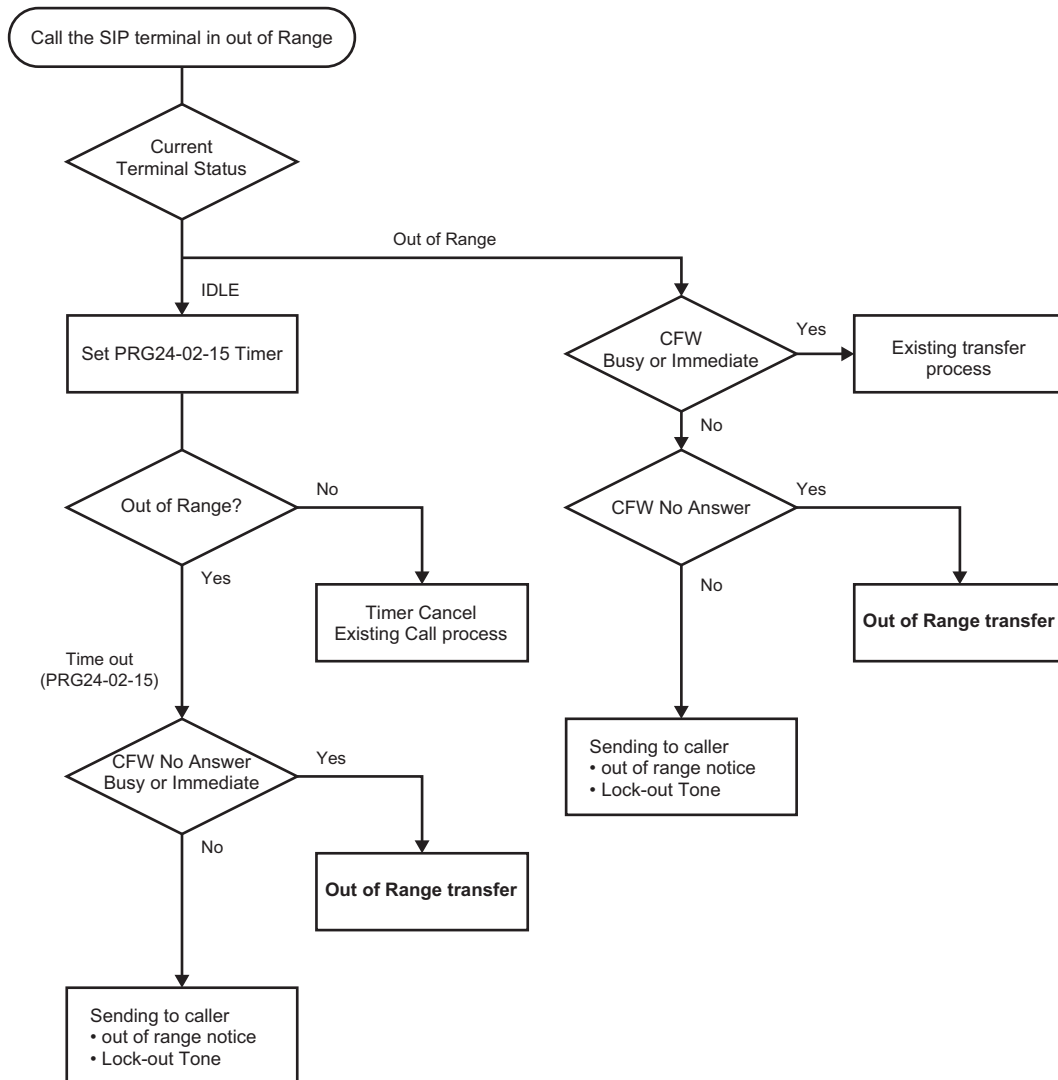 Call the SIP terminal in out of Range
Current
Terminal Status
Out of Range
IDLE
Set PRG24-02-15 Timer
CFW
Busy or Immediate
Yes
Existing transfer
process
No
Out of Range?
No
CFW No Answer
Yes
Yes
Timer Cancel
Existing Call process
No
Out of Range transfer
Time out
(PRG24-02-15)
CFW No Answer
Busy or Immediate
Yes
Sending to caller
• out of range notice
• Lock-out Tone
No
Out of Range transfer
Sending to caller
• out of range notice
• Lock-out Tone